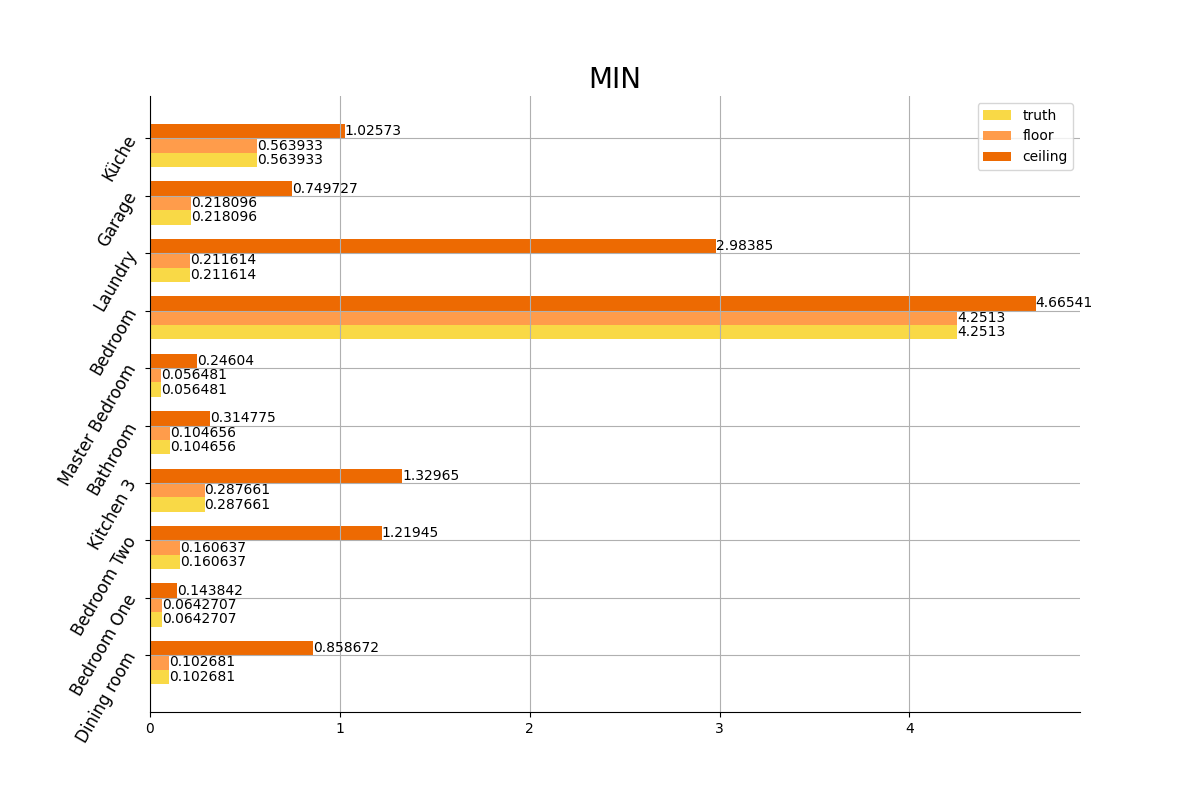 MIN
truth
floor
ceiling
Küche
1.02573
0.563933
0.563933
Garage
0.749727
0.218096
0.218096
Laundry
2.98385
0.211614
0.211614
Bedroom
4.66541
4.2513
4.2513
Master Bedroom
0.24604
0.056481
0.056481
Bathroom
0.314775
0.104656
0.104656
Kitchen 3
1.32965
0.287661
0.287661
Bedroom Two
1.21945
0.160637
0.160637
Bedroom One
0.143842
0.0642707
0.0642707
Dining room
0.858672
0.102681
0.102681
0 1 2 3 4